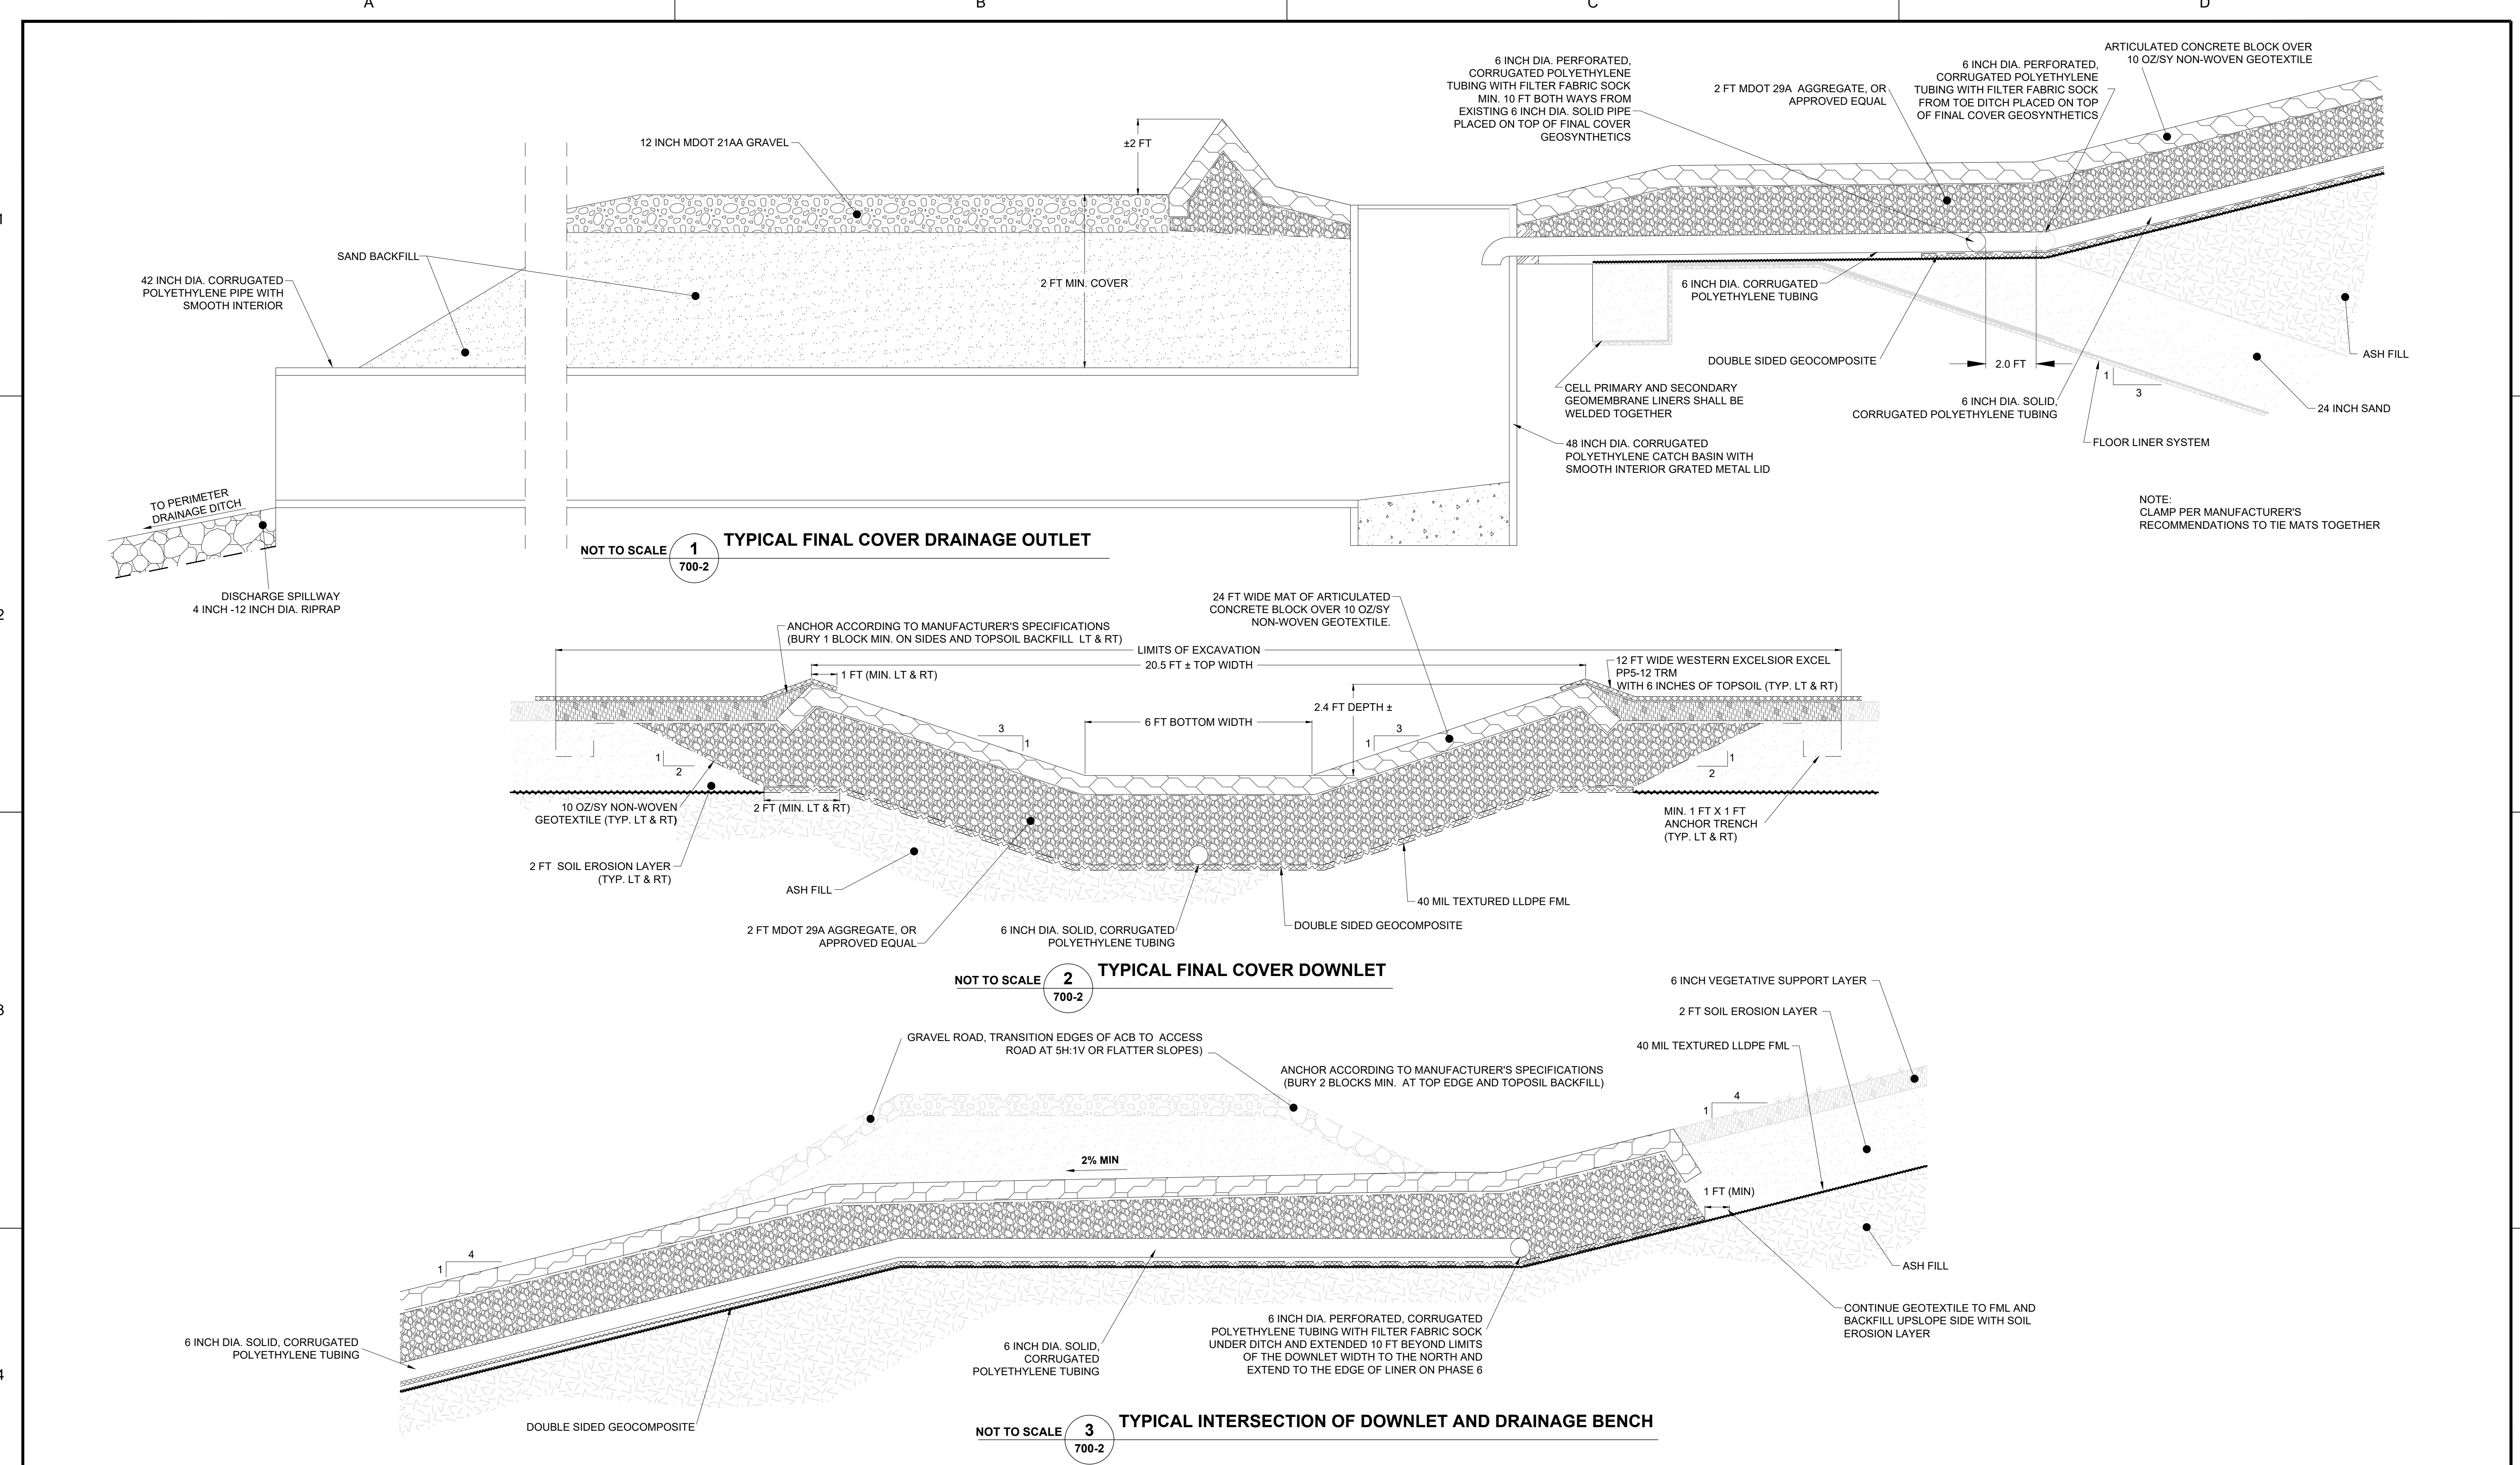 A
B
C
D
1
2
3
4
6 INCH DIA. PERFORATED,
CORRUGATED POLYETHYLENE
TUBING WITH FILTER FABRIC SOCK
MIN. 10 FT BOTH WAYS FROM
EXISTING 6 INCH DIA. SOLID PIPE
PLACED ON TOP OF FINAL COVER
GEOSYNTHETICS
2 FT MDOT 29A AGGREGATE, OR
APPROVED EQUAL
6 INCH DIA. PERFORATED,
CORRUGATED POLYETHYLENE
TUBING WITH FILTER FABRIC SOCK
FROM TOE DITCH PLACED ON TOP
OF FINAL COVER GEOSYNTHETICS
ARTICULATED CONCRETE BLOCK OVER
10 OZ/SY NON-WOVEN GEOTEXTILE
12 INCH MDOT 21AA GRAVEL
±2 FT
SAND BACKFILL
42 INCH DIA. CORRUGATED
POLYETHYLENE PIPE WITH
SMOOTH INTERIOR
2 FT MIN. COVER
6 INCH DIA. CORRUGATED
POLYETHYLENE TUBING
DOUBLE SIDED GEOCOMPOSITE
2.0 FT
1
3
ASH FILL
CELL PRIMARY AND SECONDARY
GEOMEMBRANE LINERS SHALL BE
WELDED TOGETHER
6 INCH DIA. SOLID,
CORRUGATED POLYETHYLENE TUBING
24 INCH SAND
FLOOR LINER SYSTEM
48 INCH DIA. CORRUGATED
POLYETHYLENE CATCH BASIN WITH
SMOOTH INTERIOR GRATED METAL LID
TO PERIMETER
DRAINAGE DITCH
NOTE:
CLAMP PER MANUFACTURER'S
RECOMMENDATIONS TO TIE MATS TOGETHER
DISCHARGE SPILLWAY
4 INCH -12 INCH DIA. RIPRAP
NOT TO SCALE 1 700-2 TYPICAL FINAL COVER DRAINAGE OUTLET
24 FT WIDE MAT OF ARTICULATED
CONCRETE BLOCK OVER 10 OZ/SY
NON-WOVEN GEOTEXTILE.
ANCHOR ACCORDING TO MANUFACTURER'S SPECIFICATIONS
(BURY 1 BLOCK MIN. ON SIDES AND TOPSOIL BACKFILL LT & RT)
LIMITS OF EXCAVATION
20.5 FT ± TOP WIDTH
1 FT (MIN. LT & RT)
12 FT WIDE WESTERN EXCELSIOR EXCEL
PP5-12 TRM
WITH 6 INCHES OF TOPSOIL (TYP. LT & RT)
2.4 FT DEPTH ±
6 FT BOTTOM WIDTH
3
1
1
3
1
2
1
2
10 OZ/SY NON-WOVEN
GEOTEXTILE (TYP. LT & RT)
2 FT (MIN. LT & RT)
MIN. 1 FT X 1 FT
ANCHOR TRENCH
(TYP. LT & RT)
2 FT SOIL EROSION LAYER
(TYP. LT & RT)
ASH FILL
40 MIL TEXTURED LLDPE FML
2 FT MDOT 29A AGGREGATE, OR
APPROVED EQUAL
6 INCH DIA. SOLID, CORRUGATED
POLYETHYLENE TUBING
DOUBLE SIDED GEOCOMPOSITE
NOT TO SCALE 2 700-2 TYPICAL FINAL COVER DOWNLET
6 INCH VEGETATIVE SUPPORT LAYER
2 FT SOIL EROSION LAYER
40 MIL TEXTURED LLDPE FML
GRAVEL ROAD, TRANSITION EDGES OF ACB TO ACCESS
ROAD AT 5H:1V OR FLATTER SLOPES)
ANCHOR ACCORDING TO MANUFACTURER'S SPECIFICATIONS
(BURY 2 BLOCKS MIN. AT TOP EDGE AND TOPOSIL BACKFILL)
4
1
2% MIN
1 FT (MIN)
4
1
ASH FILL
CONTINUE GEOTEXTILE TO FML AND
BACKFILL UPSLOPE SIDE WITH SOIL
EROSION LAYER
6 INCH DIA. SOLID, CORRUGATED
POLYETHYLENE TUBING
6 INCH DIA. SOLID,
CORRUGATED
POLYETHYLENE TUBING
6 INCH DIA. PERFORATED, CORRUGATED
POLYETHYLENE TUBING WITH FILTER FABRIC SOCK
UNDER DITCH AND EXTENDED 10 FT BEYOND LIMITS
OF THE DOWNLET WIDTH TO THE NORTH AND
EXTEND TO THE EDGE OF LINER ON PHASE 6
DOUBLE SIDED GEOCOMPOSITE
NOT TO SCALE 3 700-2 TYPICAL INTERSECTION OF DOWNLET AND DRAINAGE BENCH